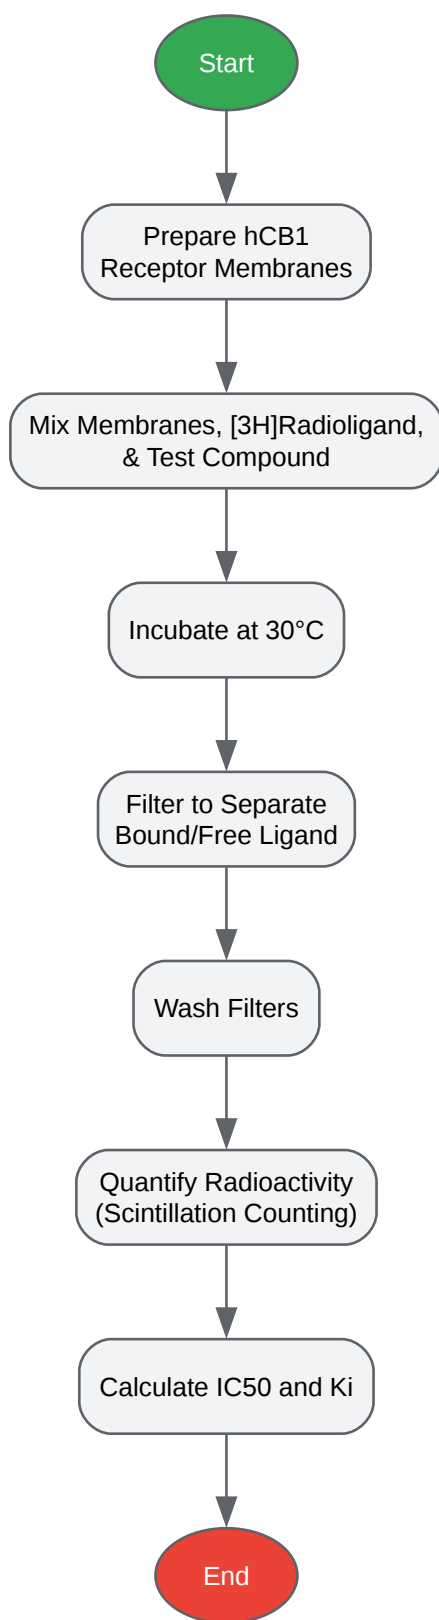 Start
Prepare hCB1
Receptor Membranes
Mix Membranes, [3H]Radioligand,
& Test Compound
Incubate at 30°C
Filter to Separate
Bound/Free Ligand
Wash Filters
Quantify Radioactivity
(Scintillation Counting)
Calculate IC50 and Ki
End